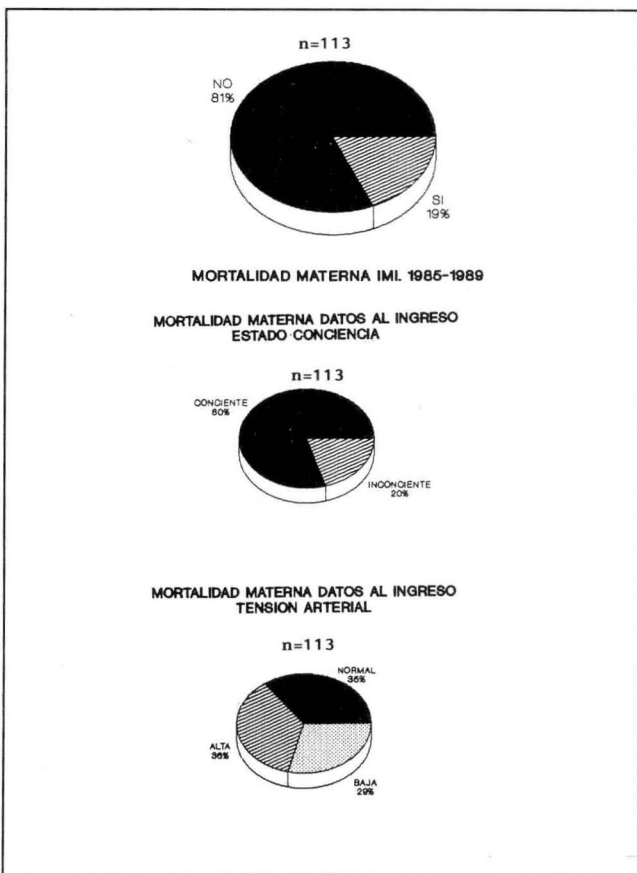 n=113
NO
81%
SI
19%
MORTALIDAD MATERNA IMI. 1985-1989
MORTALIDAD MATERNA DATOS AL INGRESO
ESTADO CONCIENCIA
n=113
CONCIENTE
80%
INCONCIENTE
20%
MORTALIDAD MATERNA DATOS AL INGRESO
TENSION ARTERIAL
n=113
NORMAL
35%
ALTA
36%
BAJA
29%